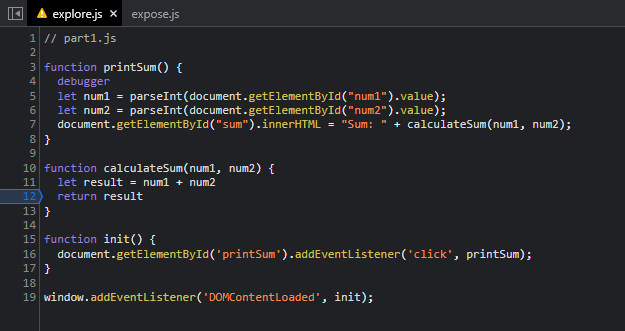 explore.js × expose.js
1 // part1.js
2
3 function printSum() {
4   debugger
5   let num1 = parseInt(document.getElementById("num1").value);
6   let num2 = parseInt(document.getElementById("num2").value);
7   document.getElementById("sum").innerHTML = "Sum: " + calculateSum(num1, num2);
8 }
9
10 function calculateSum(num1, num2) {
11   let result = num1 + num2
12   return result
13 }
14
15 function init() {
16   document.getElementById('printSum').addEventListener('click', printSum);
17 }
18
19 window.addEventListener('DOMContentLoaded', init);